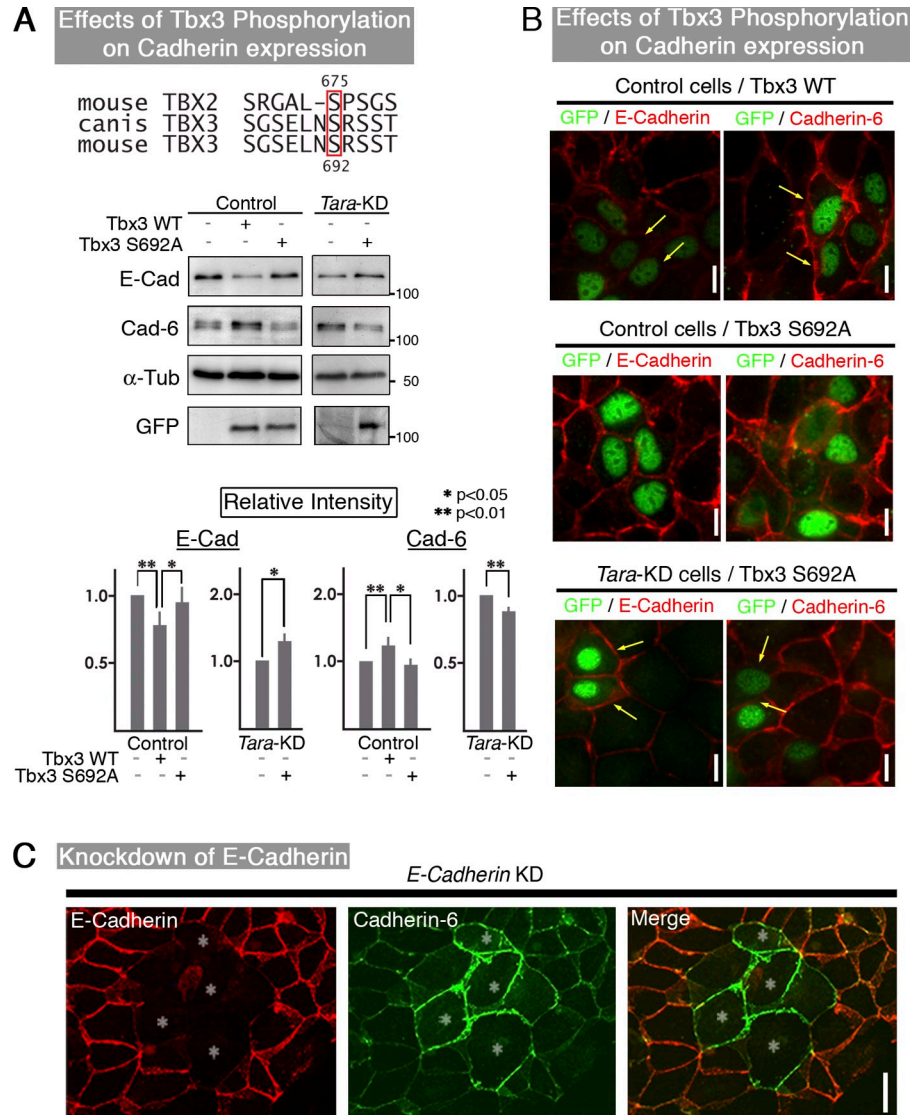 A
Effects of Tbx3 Phosphorylation
on Cadherin expression
675
mouse TBX2 SRGAL-SPSGS
canis TBX3 SGSELNSRSST
mouse TBX3 SGSELNSRSST
692
Control Tara-KD
Tbx3 WT - + - -
Tbx3 S692A - - + - +
E-Cad
100
Cad-6
100
α-Tub
50
GFP
100
Relative Intensity
* p<0.05
** p<0.01
E-Cad Cad-6
** * * ** * **
1.0 2.0 2.0 1.0
0.5 1.0 1.0 0.5
Control Tara-KD Control Tara-KD
Tbx3 WT - + - - - - + - - -
Tbx3 S692A - - + - + - - + - +
B
Effects of Tbx3 Phosphorylation
on Cadherin expression
Control cells / Tbx3 WT
GFP / E-Cadherin GFP / Cadherin-6
Control cells / Tbx3 S692A
GFP / E-Cadherin GFP / Cadherin-6
Tara-KD cells / Tbx3 S692A
GFP / E-Cadherin GFP / Cadherin-6
C
Knockdown of E-Cadherin
E-Cadherin KD
E-Cadherin Cadherin-6 Merge
* * *
* * *
* * *
* * *